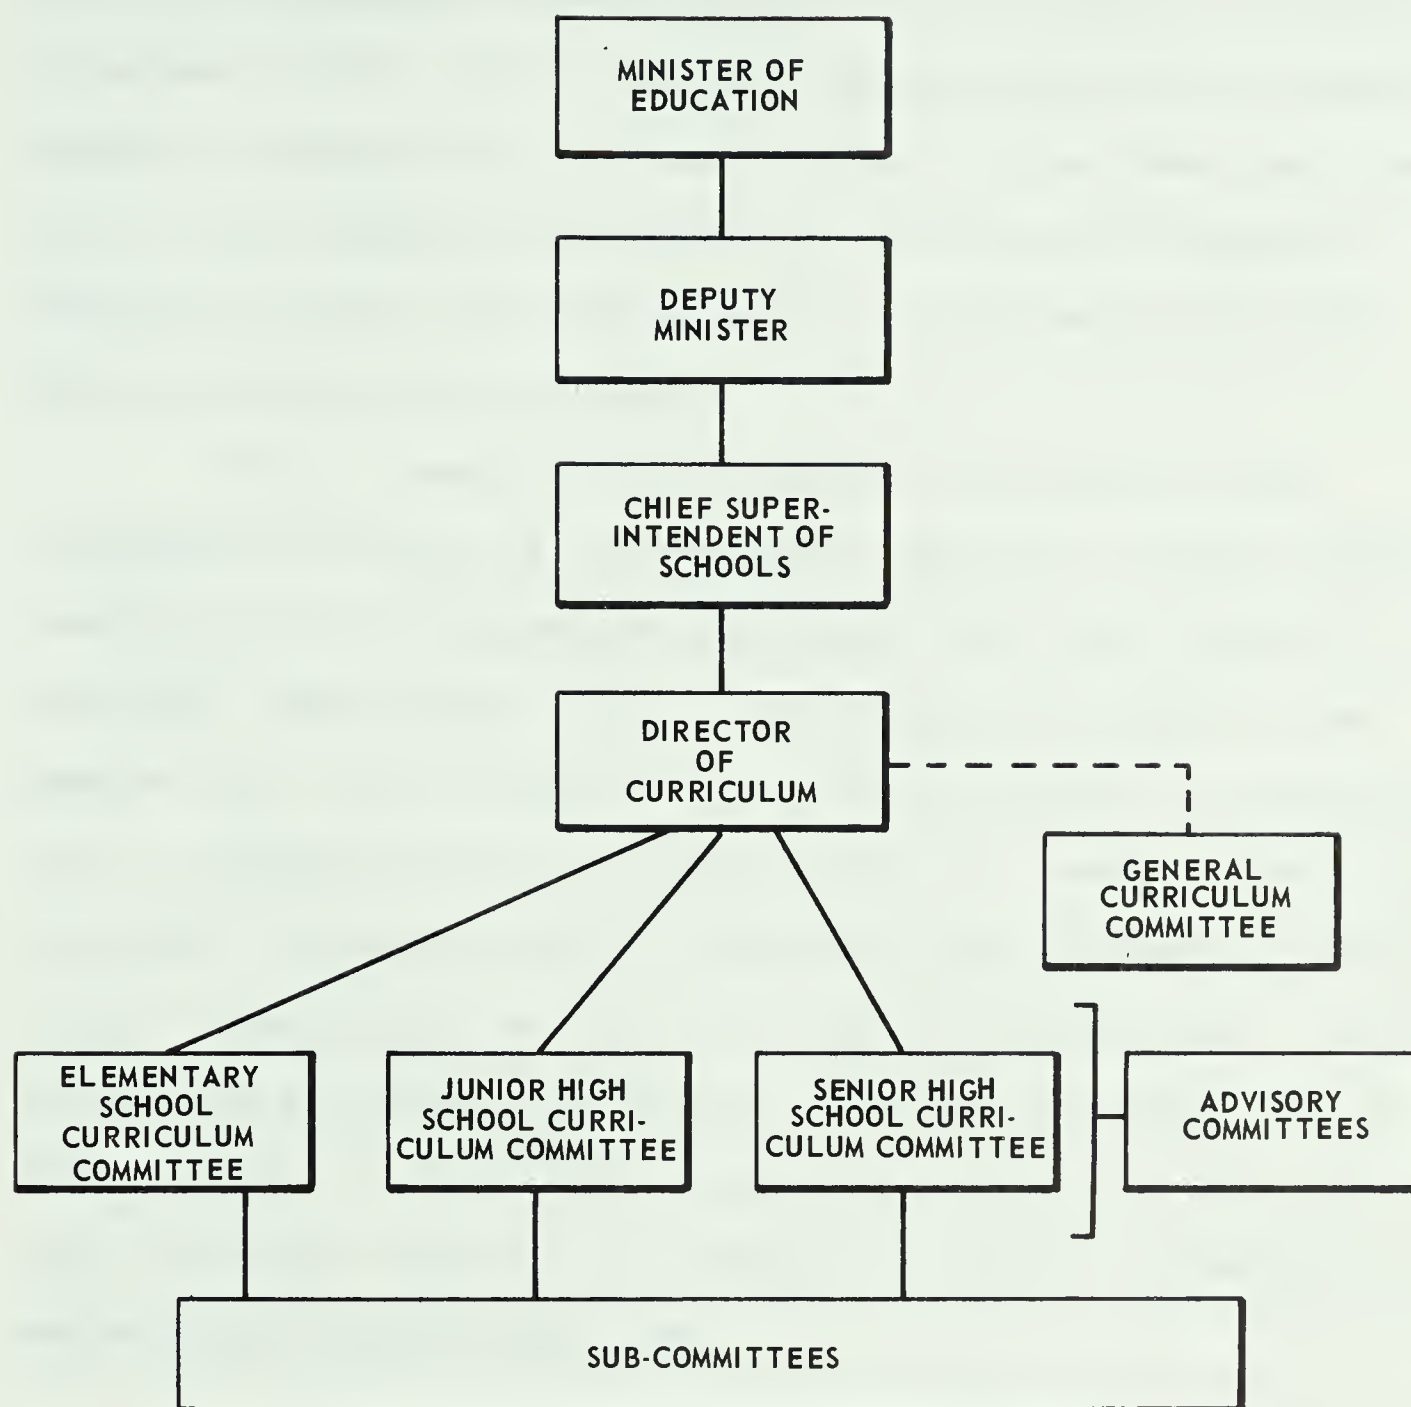 MINISTER OF
EDUCATION
DEPUTY
MINISTER
CHIEF SUPER-
INTENDENT OF
SCHOOLS
DIRECTOR
OF
CURRICULUM
GENERAL
CURRICULUM
COMMITTEE
ELEMENTARY
SCHOOL
CURRICULUM
COMMITTEE
JUNIOR HIGH
SCHOOL CURRI-
CULUM COMMITTEE
SENIOR HIGH
SCHOOL CURRI-
CULUM COMMITTEE
ADVISORY
COMMITTEES
SUB-COMMITTEES